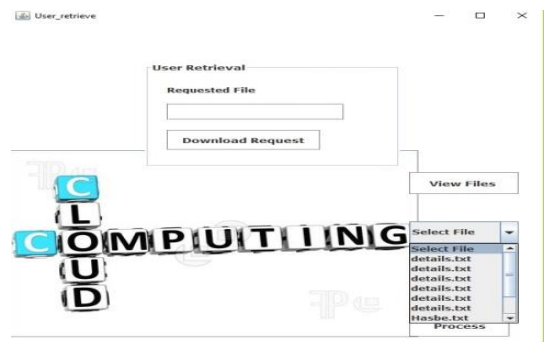 User_retrieve
User Retrieval
Requested File
Download Request
View Files
CLOUD
COMPUTING
Select File
Select File
details.txt
details.txt
details.txt
details.txt
details.txt
details.txt
Hasbe.txt
Process